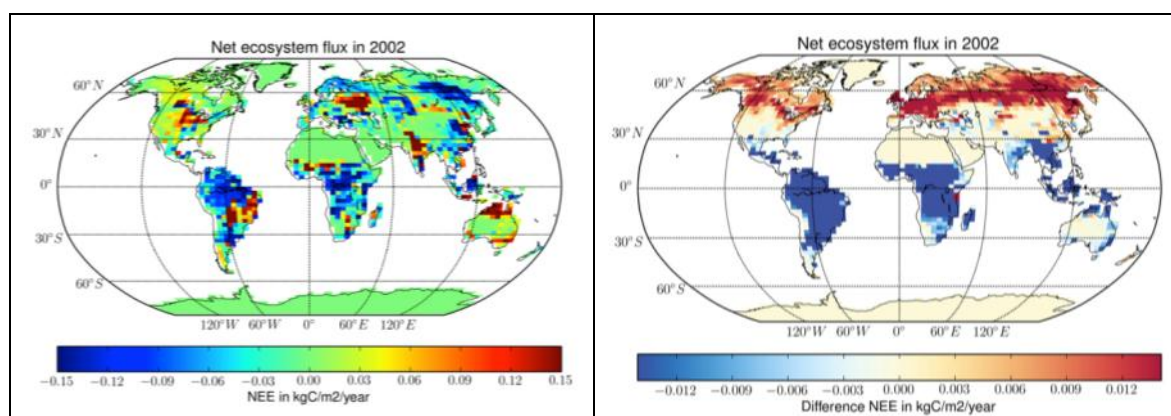 Net ecosystem flux in 2002
60°N
30°N
0°
30°S
60°S
120°W 60°W 0° 60°E 120°E
−0.15 −0.12 −0.09 −0.06 −0.03 0.00 0.03 0.06 0.09 0.12 0.15
NEE in kgC/m2/year
Net ecosystem flux in 2002
60°N
30°N
0°
30°S
60°S
120°W 60°W 0° 60°E 120°E
−0.012 −0.009 −0.006 −0.003 0.000 0.003 0.006 0.009 0.012
Difference NEE in kgC/m2/year